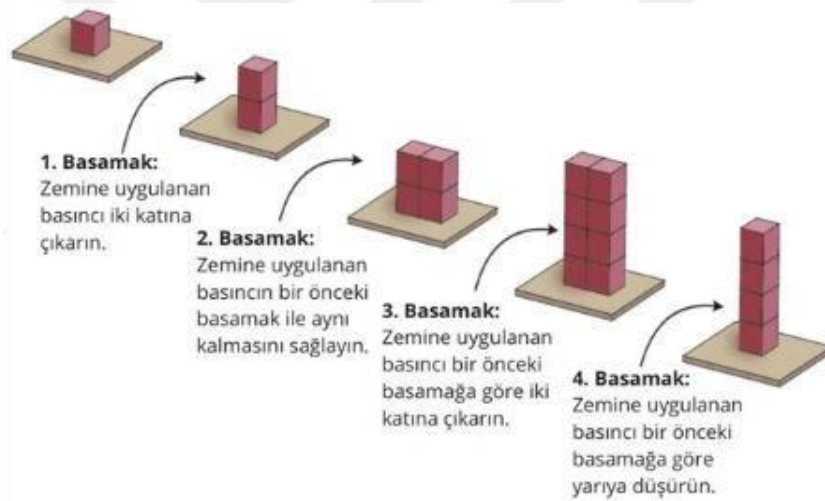 1. Basamak:
Zemine uygulanan
basıncı iki katına
çıkarın.
2. Basamak:
Zemine uygulanan
basıncın bir önceki
basamak ile aynı
kalmasını sağlayın.
3. Basamak:
Zemine uygulanan
basıncı bir önceki
basamağa göre iki
katına çıkarın.
4. Basamak:
Zemine uygulanan
basıncı bir önceki
basamağa göre
yarıya düşürün.